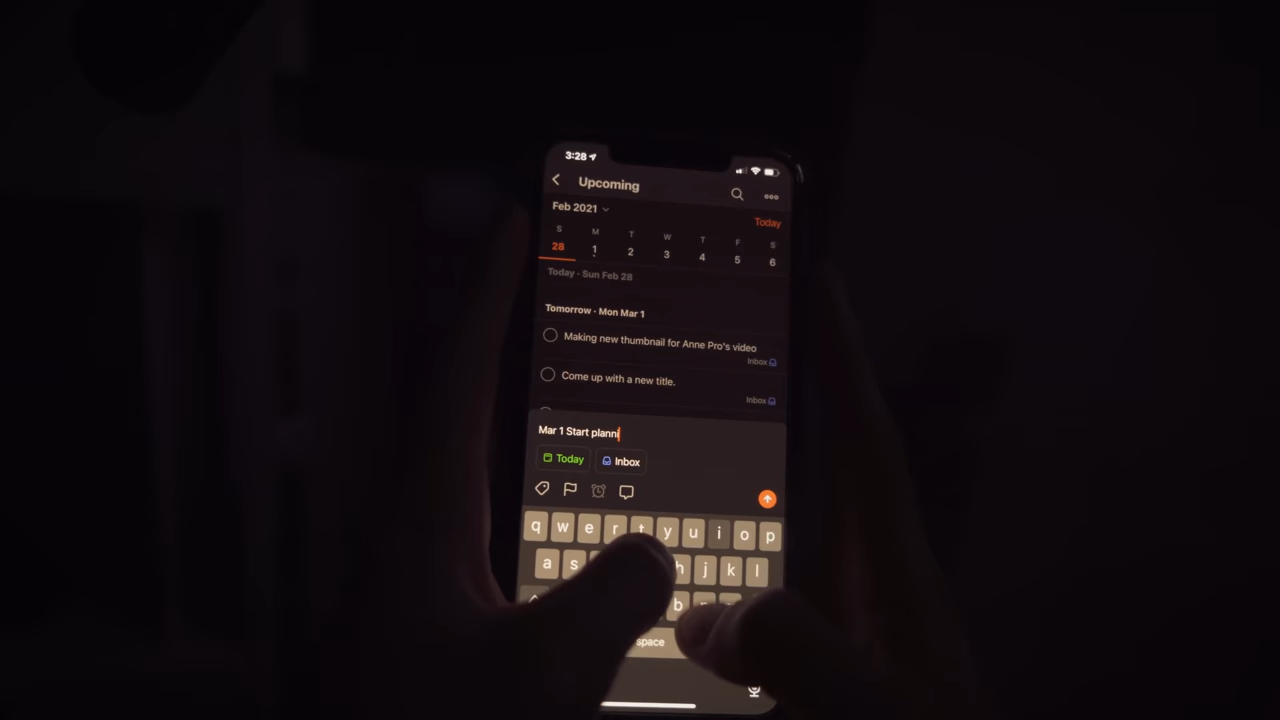 3:28
Upcoming
Feb 2021
Today
S M T W T F S
28 1 2 3 4 5 6
Today · Sun Feb 28
Tomorrow · Mon Mar 1
Making new thumbnail for Anne Pro's video
Inbox
Come up with a new title.
Inbox
Mar 1 Start planni
Today Inbox
q w e r t y u i o p
a s h j k l
b
space